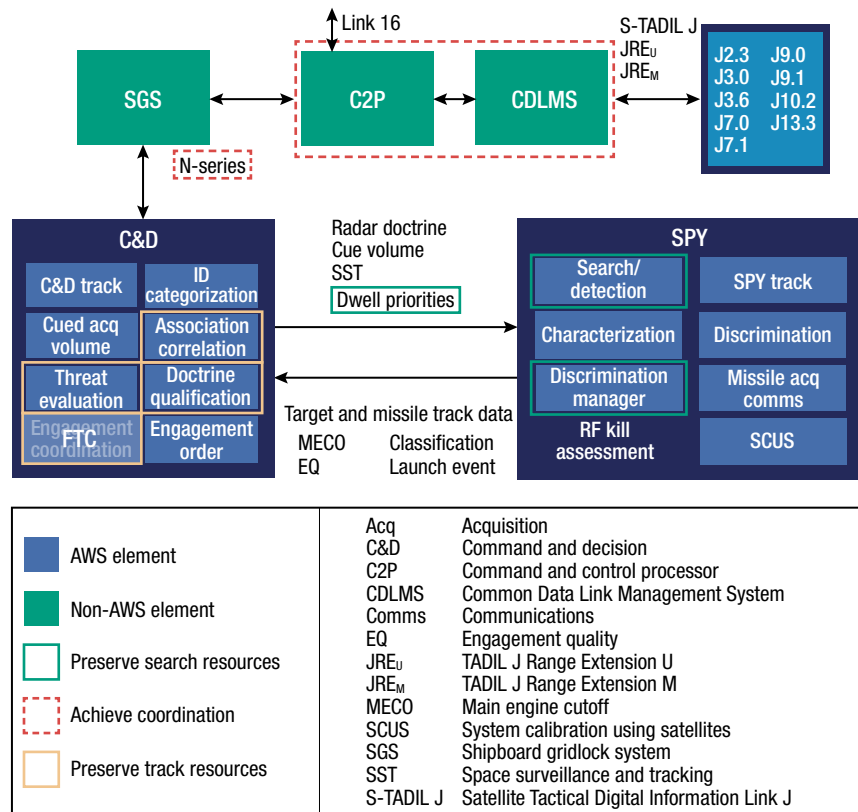 Link 16
S-TADIL J
JREU
JREM
SGS
C2P
CDLMS
J2.3 J9.0
J3.0 J9.1
J3.6 J10.2
J7.0 J13.3
J7.1
N-series
C&D
C&D track
ID
categorization
Cued acq
volume
Association
correlation
Threat
evaluation
Doctrine
qualification
Engagement
coordination
FTC
Engagement
order
Radar doctrine
Cue volume
SST
Dwell priorities
Target and missile track data
MECO Classification
EQ Launch event
SPY
Search/
detection
SPY track
Characterization
Discrimination
Discrimination
manager
Missile acq
comms
RF kill
assessment
SCUS
AWS element
Non-AWS element
Preserve search resources
Achieve coordination
Preserve track resources
Acq Acquisition
C&D Command and decision
C2P Command and control processor
CDLMS Common Data Link Management System
Comms Communications
EQ Engagement quality
JREU TADIL J Range Extension U
JREM TADIL J Range Extension M
MECO Main engine cutoff
SCUS System calibration using satellites
SGS Shipboard gridlock system
SST Space surveillance and tracking
S-TADIL J Satellite Tactical Digital Information Link J